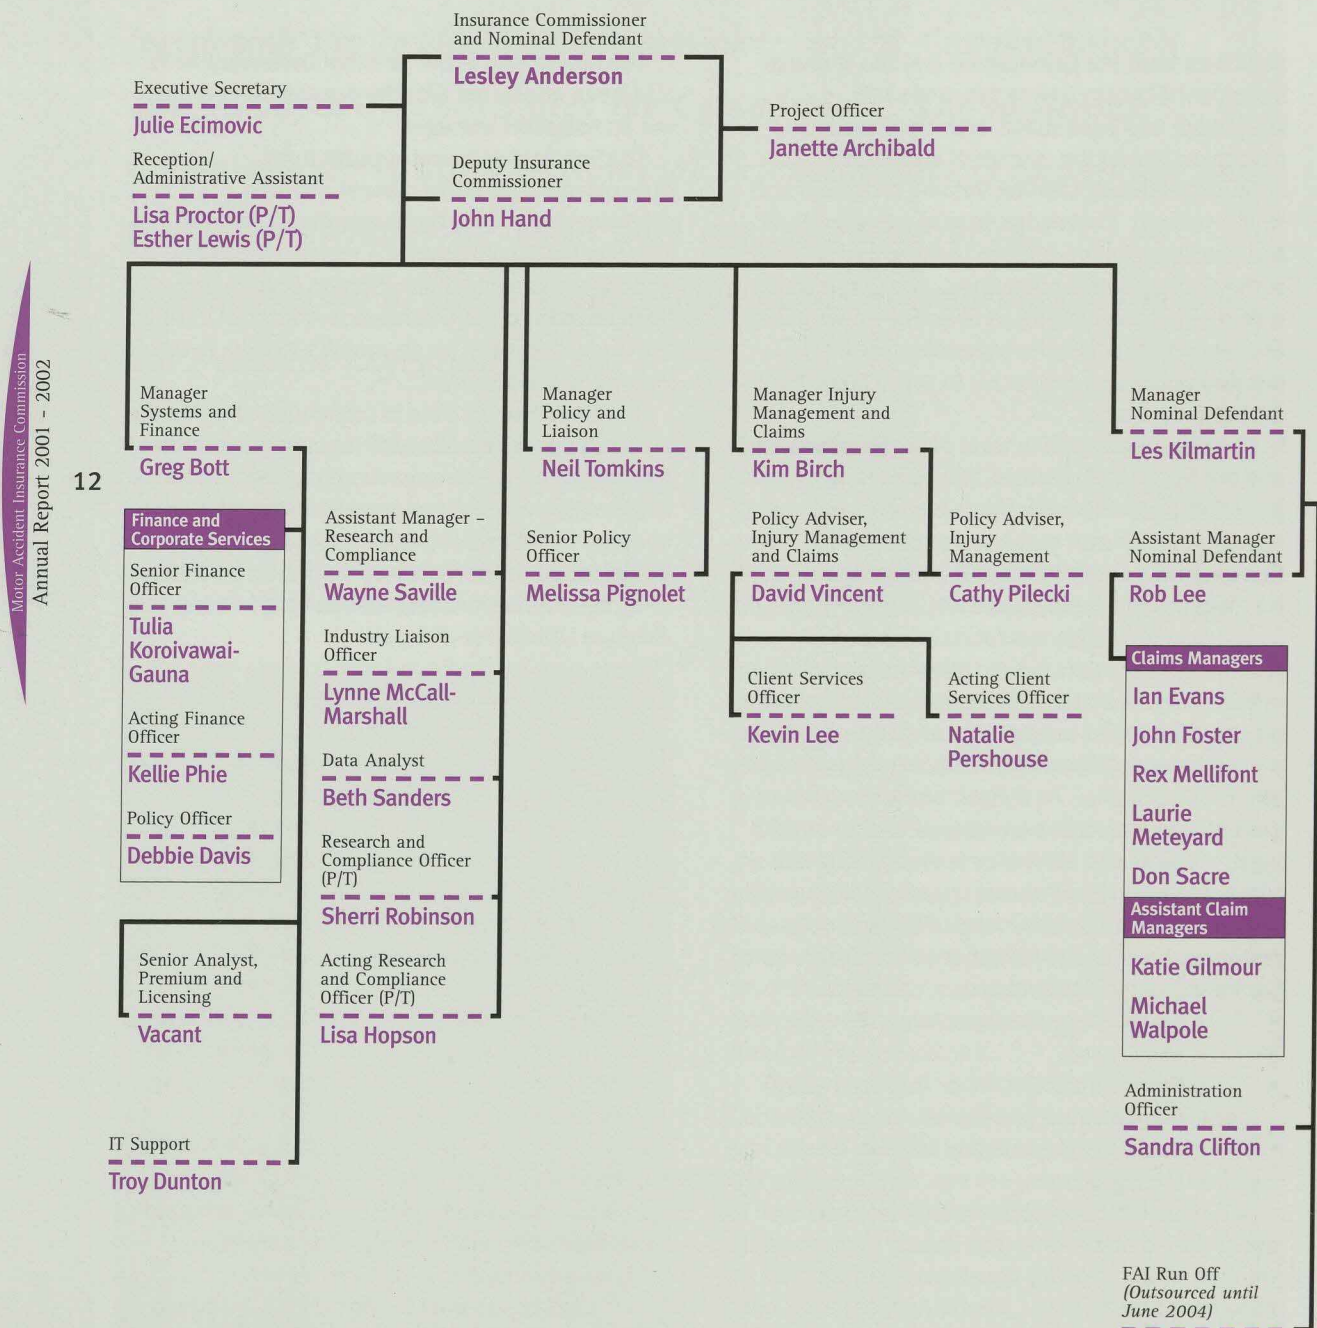 Insurance Commissioner
and Nominal Defendant
Lesley Anderson
Executive Secretary
Julie Ecimovic
Project Officer
Janette Archibald
Reception/
Administrative Assistant
Lisa Proctor (P/T)
Esther Lewis (P/T)
Deputy Insurance
Commissioner
John Hand
Motor Accident Insurance Commission
Annual Report 2001 - 2002
12
Manager
Systems and
Finance
Greg Bott
Finance and
Corporate Services
Senior Finance
Officer
Tulia
Koroivawai-
Gauna
Acting Finance
Officer
Kellie Phie
Policy Officer
Debbie Davis
Senior Analyst,
Premium and
Licensing
Vacant
IT Support
Troy Dunton
Assistant Manager –
Research and
Compliance
Wayne Saville
Industry Liaison
Officer
Lynne McCall-
Marshall
Data Analyst
Beth Sanders
Research and
Compliance Officer
(P/T)
Sherri Robinson
Acting Research
and Compliance
Officer (P/T)
Lisa Hopson
Manager
Policy and
Liaison
Neil Tomkins
Senior Policy
Officer
Melissa Pignolet
Manager Injury
Management and
Claims
Kim Birch
Policy Adviser,
Injury Management
and Claims
David Vincent
Policy Adviser,
Injury
Management
Cathy Pilecki
Client Services
Officer
Kevin Lee
Acting Client
Services Officer
Natalie
Pershouse
Manager
Nominal Defendant
Les Kilmartin
Assistant Manager
Nominal Defendant
Rob Lee
Claims Managers
Ian Evans
John Foster
Rex Mellifont
Laurie
Meteyard
Don Sacre
Assistant Claim
Managers
Katie Gilmour
Michael
Walpole
Administration
Officer
Sandra Clifton
FAI Run Off
(Outsourced until
June 2004)